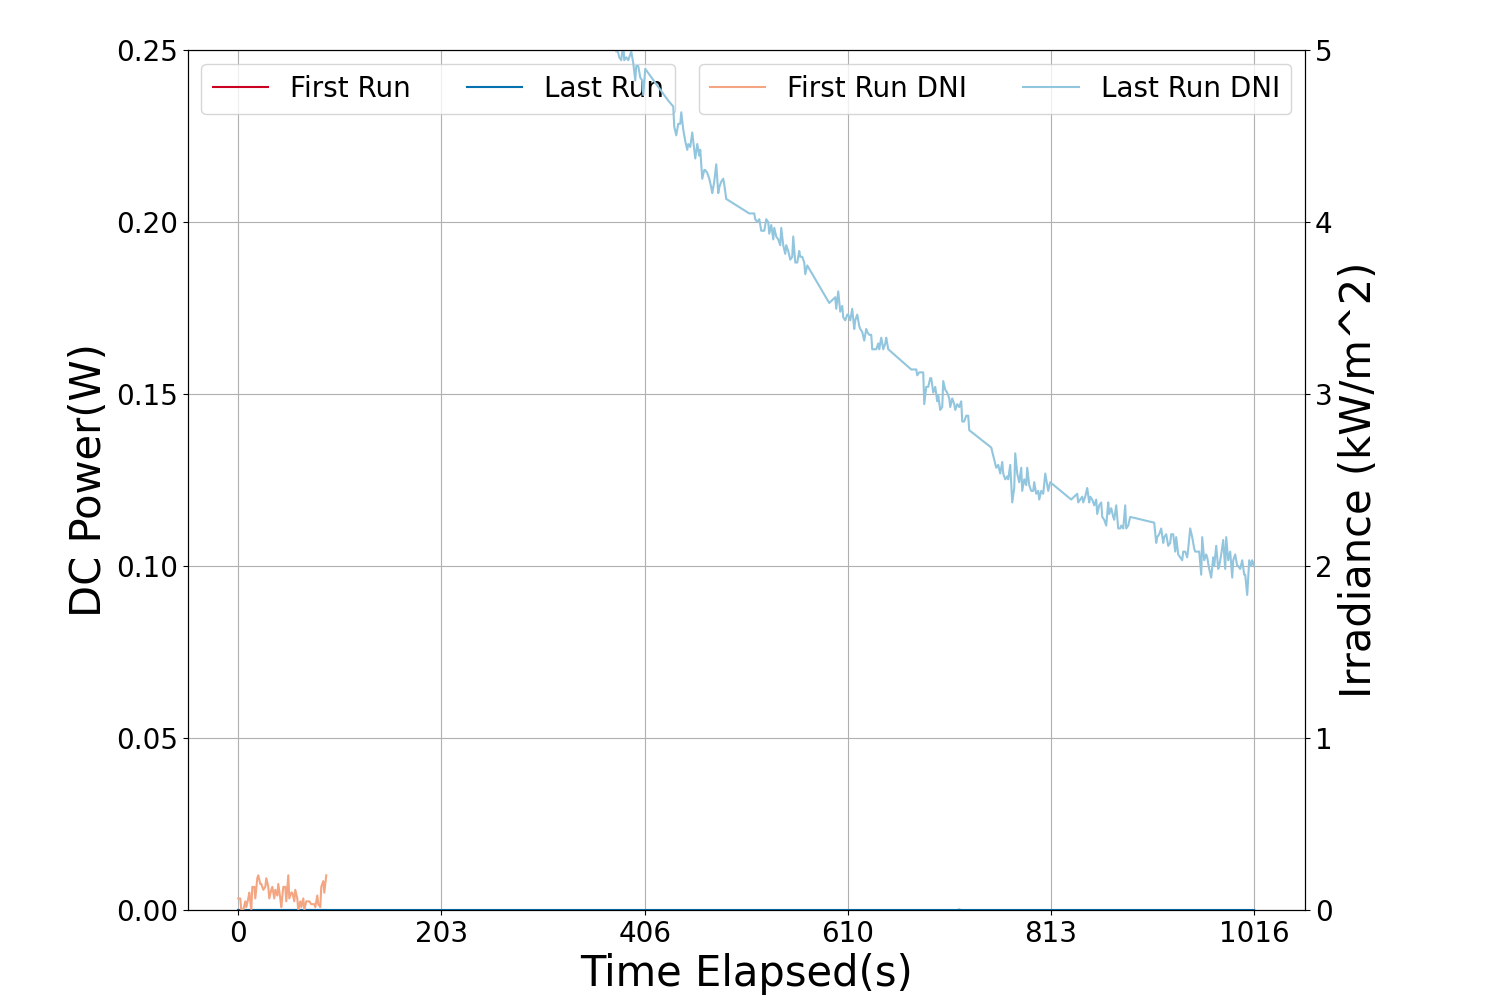 First Run
Last Run
First Run DNI
Last Run DNI
0.25
0.20
0.15
0.10
0.05
0.00
DC Power(W)
5
4
3
2
1
0
Irradiance (kW/m^2)
0 203 406 610 813 1016
Time Elapsed(s)